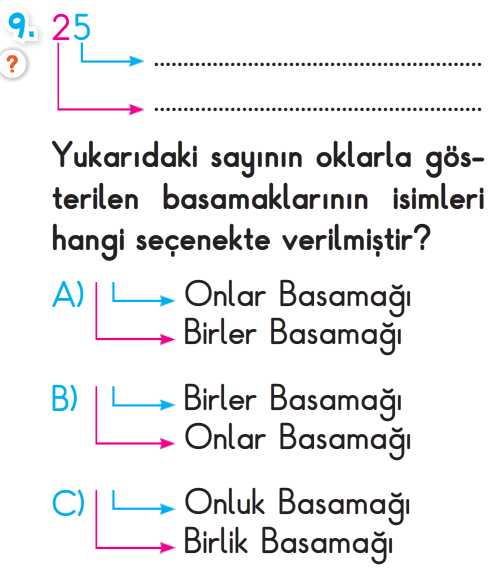 9. 25
?
..................................................
..................................................
Yukarıdaki sayının oklarla gös-
terilen basamaklarının isimleri
hangi seçenekte verilmiştir?
A) Onlar Basamağı
Birler Basamağı
B) Birler Basamağı
Onlar Basamağı
C) Onluk Basamağı
Birlik Basamağı